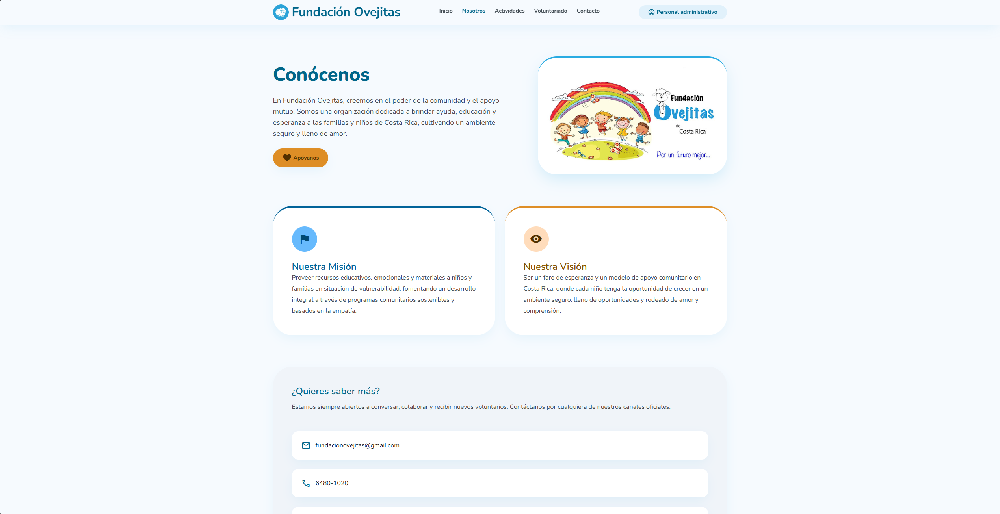 Fundación Ovejitas
Inicio
Nosotros
Actividades
Voluntariado
Contacto
Personal administrativo
Conócenos
En Fundación Ovejitas, creemos en el poder de la comunidad y el apoyo
mutuo. Somos una organización dedicada a brindar ayuda, educación y
esperanza a las familias y niños de Costa Rica, cultivando un ambiente
seguro y lleno de amor.
Apóyanos
Fundación
Ovejitas
de
Costa Rica
Por un futuro mejor...
Nuestra Misión
Proveer recursos educativos, emocionales y materiales a niños y
familias en situación de vulnerabilidad, fomentando un desarrollo
integral a través de programas comunitarios sostenibles y
basados en la empatía.
Nuestra Visión
Ser un faro de esperanza y un modelo de apoyo comunitario en
Costa Rica, donde cada niño tenga la oportunidad de crecer en un
ambiente seguro, lleno de oportunidades y rodeado de amor y
comprensión.
¿Quieres saber más?
Estamos siempre abiertos a conversar, colaborar y recibir nuevos voluntarios. Contáctanos por cualquiera de nuestros canales oficiales.
fundacionovejitas@gmail.com
6480-1020